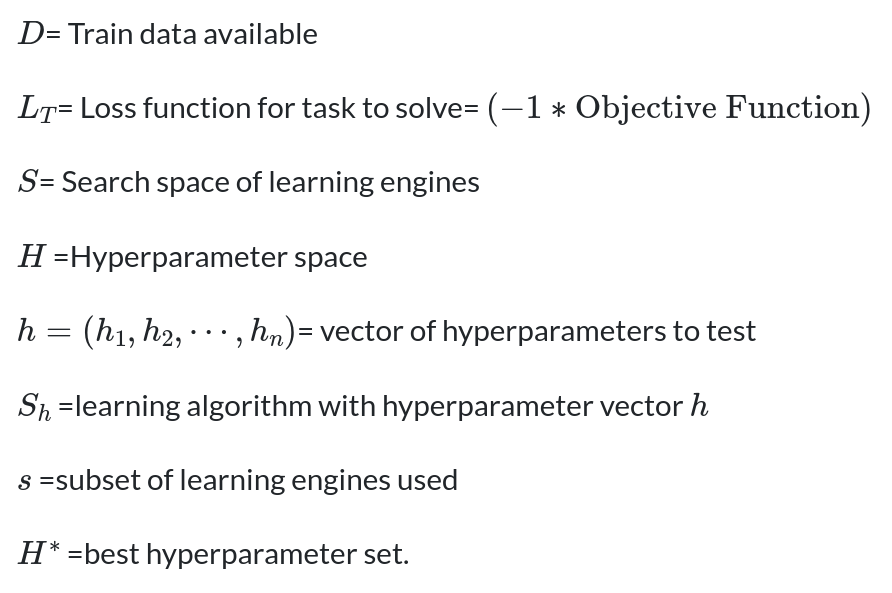 D= Train data available
L_T= Loss function for task to solve= (−1 ∗ Objective Function)
S= Search space of learning engines
H =Hyperparameter space
h = (h_1, h_2, ⋯ , h_n)= vector of hyperparameters to test
S_h =learning algorithm with hyperparameter vector h
s =subset of learning engines used
H* =best hyperparameter set.